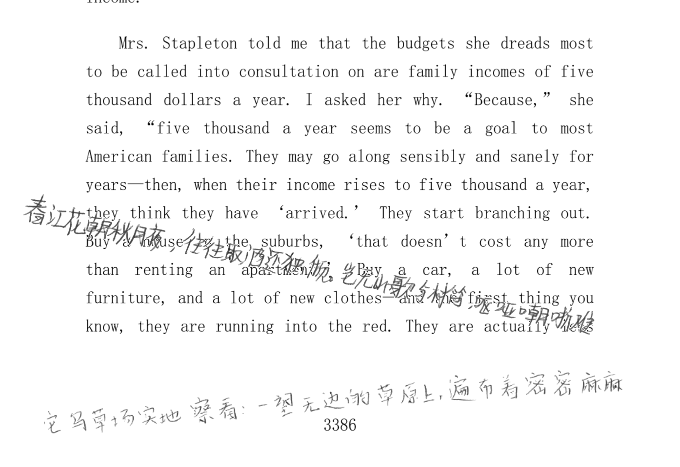 income.
Mrs. Stapleton told me that the budgets she dreads most
to be called into consultation on are family incomes of five
thousand dollars a year. I asked her why. “Because,” she
said, “five thousand a year seems to be a goal to most
American families. They may go along sensibly and sanely for
years—then, when their income rises to five thousand a year,
they think they have ‘arrived.’ They start branching out.
Buy a house in the suburbs, ‘that doesn’t cost any more
than renting an apartment.’ Buy a car, a lot of new
furniture, and a lot of new clothes—and the first thing you
know, they are running into the red. They are actually less
春江花朝秋月夜 往往取酒还独倾。岂无山歌与村笛 呕哑嘲哳难
它乌草场实地察看:一望无边的草原上,遍布着密密麻麻
3386